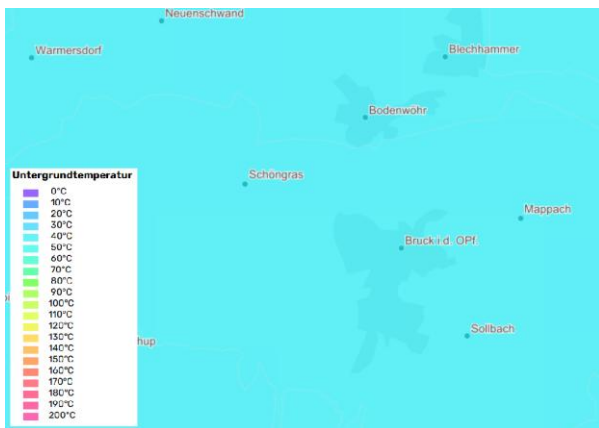 Neuenschwand
Warmersdorf
Blechhammer
Bodenwöhr
Schöngras
Mappach
Bruck i d. OPf.
Sollbach
hup
Untergrundtemperatur
0°C
10°C
20°C
30°C
40°C
50°C
60°C
70°C
80°C
90°C
100°C
110°C
120°C
130°C
140°C
150°C
160°C
170°C
180°C
190°C
200°C